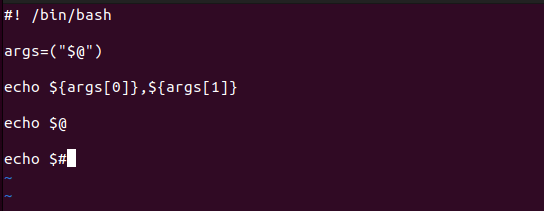 #! /bin/bash
args=("$@")
echo ${args[0]},${args[1]}
echo $@
echo $#
~
~